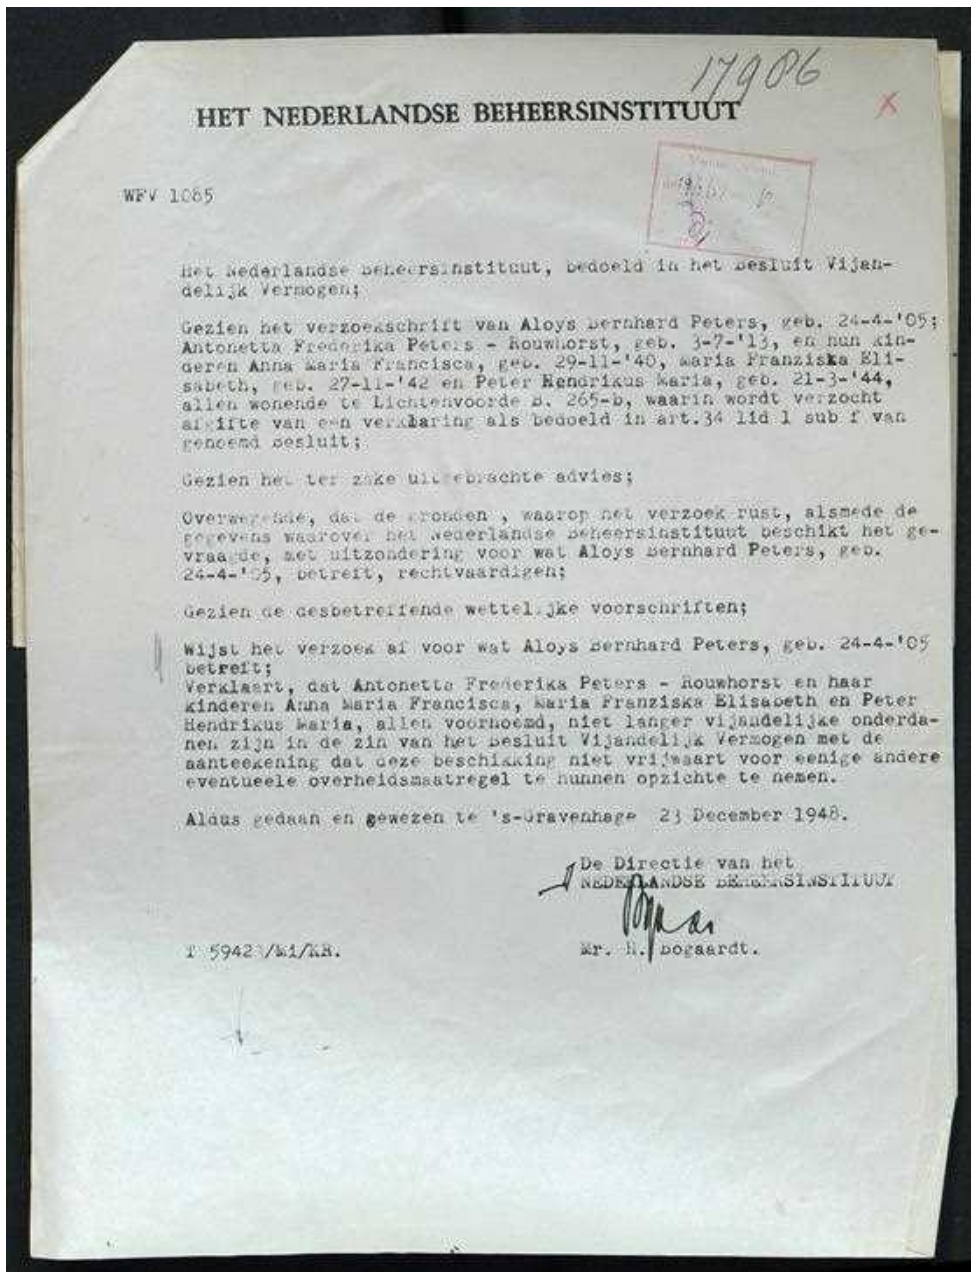 17986
HET NEDERLANDSE BEHEERSINSTITUUT
WFV 1085
Het Nederlandse Beheersinstituut, bedoeld in het Besluit Vijan-
delijk Vermogen;
Gezien het verzoekschrift van Aloys Bernhard Peters, geb. 24-4-'05;
Antonetta Frederika Peters - Rouwhorst, geb. 3-7-'13, en hun kin-
deren Anna Maria Francisca, geb. 29-11-'40, Maria Franziska Eli-
sabeth, geb. 27-11-'42 en Peter Hendrikus Maria, geb. 21-3-'44,
allen wonende te Lichtenvoorde B. 265-b, waarin wordt verzocht
afgifte van een verklaring als bedoeld in art.34 lid 1 sub f van
genoemd Besluit;
Gezien het ter zake uitgebrachte advies;
Overwegende, dat de gronden , waarop het verzoek rust, alsmede de
gegevens waarover het Nederlandse Beheersinstituut beschikt het ge-
vraagde, met uitzondering voor wat Aloys Bernhard Peters, geb.
24-4-'05, betreft, rechtvaardigen;
Gezien de desbetreffende wettelijke voorschriften;
Wijst het verzoek af voor wat Aloys Bernhard Peters, geb. 24-4-'05
betreft;
Verklaart, dat Antonetta Frederika Peters - Rouwhorst en haar
kinderen Anna Maria Francisca, Maria Franziska Elisabeth en Peter
Hendrikus Maria, allen voornoemd, niet langer vijandelijke onderda-
nen zijn in de zin van het Besluit Vijandelijk Vermogen met de
aanteekening dat deze beschikking niet vrijwaart voor eenige andere
eventueele overheidsmaatregel te hunnen opzichte te nemen.
Aldus gedaan en gewezen te 's-Gravenhage 23 December 1948.
De Directie van het
NEDERLANDSE BEHEERSINSTITUUT
Mr. H. Bogaardt.